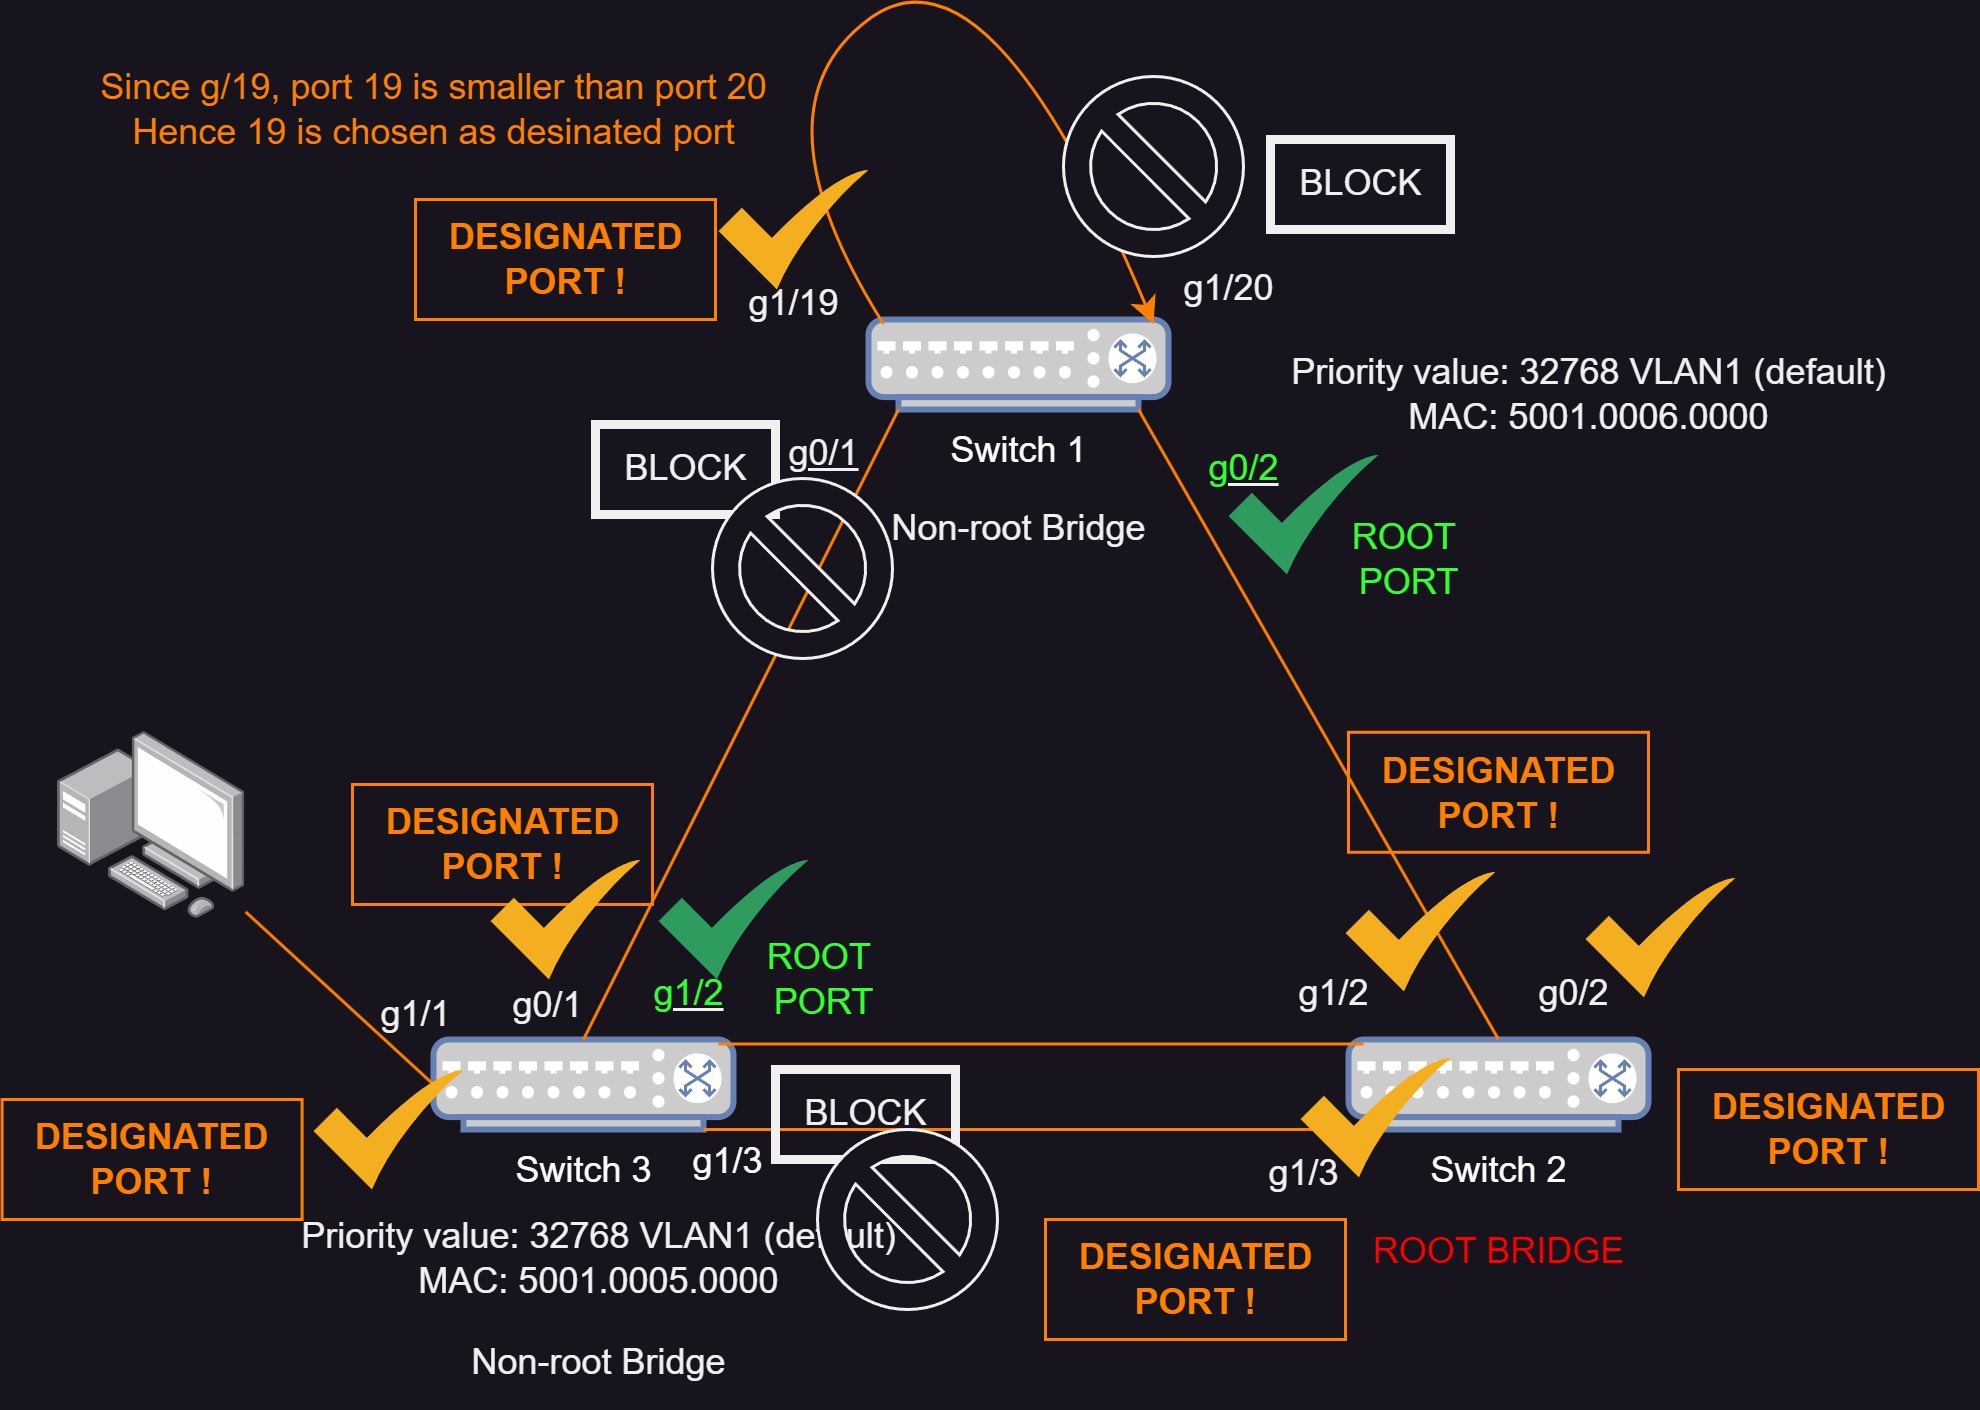 Since g/19, port 19 is smaller than port 20
Hence 19 is chosen as desinated port
BLOCK
DESIGNATED
PORT !
g1/19
g1/20
Priority value: 32768 VLAN1 (default)
MAC: 5001.0006.0000
BLOCK
g0/1
Switch 1
g0/2
Non-root Bridge
ROOT
PORT
DESIGNATED
PORT !
DESIGNATED
PORT !
ROOT
PORT
g1/1
g0/1
g1/2
g1/2
g0/2
BLOCK
DESIGNATED
PORT !
DESIGNATED
PORT !
Switch 3
g1/3
g1/3
Switch 2
Priority value: 32768 VLAN1 (de ult)
MAC: 5001.0005.0000
DESIGNATED
PORT !
ROOT BRIDGE
Non-root Bridge